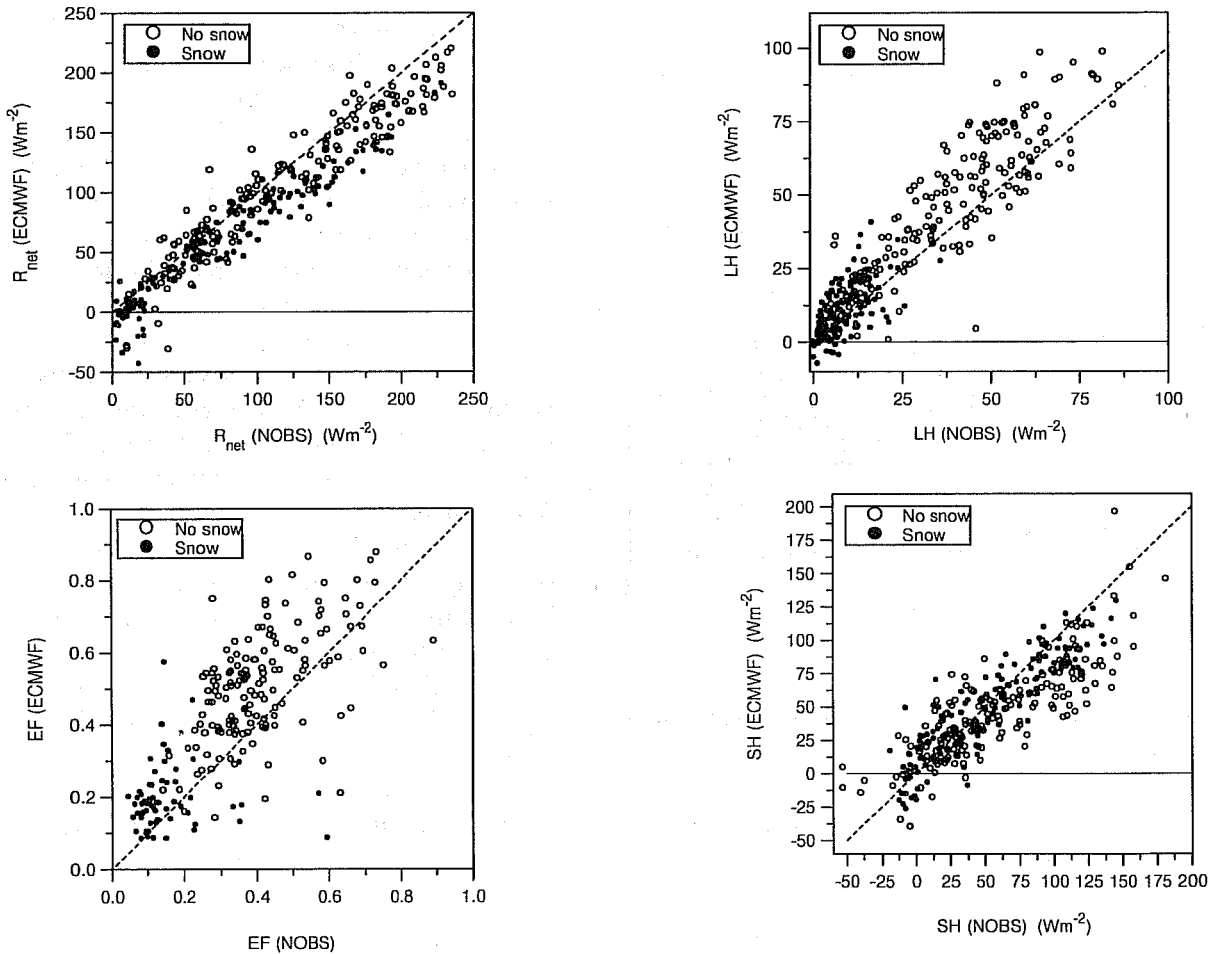 No snow
Snow
250
200
150
100
50
0
-50
R_net (ECMWF) (Wm^-2)
0 50 100 150 200 250
R_net (NOBS) (Wm^-2)
No snow
Snow
100
75
50
25
0
LH (ECMWF) (Wm^-2)
0 25 50 75 100
LH (NOBS) (Wm^-2)
No snow
Snow
1.0
0.8
0.6
0.4
0.2
0.0
EF (ECMWF)
0.0 0.2 0.4 0.6 0.8 1.0
EF (NOBS)
No snow
Snow
200
175
150
125
100
75
50
25
0
-25
-50
SH (ECMWF) (Wm^-2)
-50 -25 0 25 50 75 100 125 150 175 200
SH (NOBS) (Wm^-2)